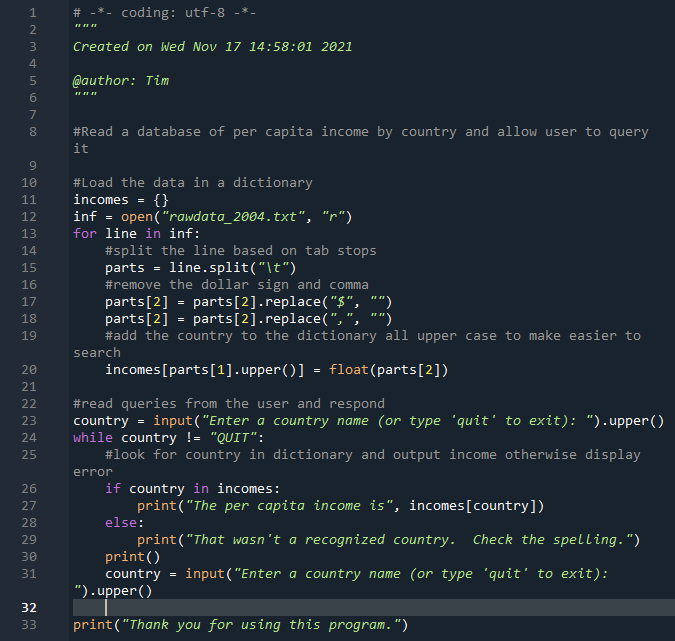 1 # -*- coding: utf-8 -*-
2 """
3 Created on Wed Nov 17 14:58:01 2021
4
5 @author: Tim
6 """
7
8 #Read a database of per capita income by country and allow user to query
it
9
10 #Load the data in a dictionary
11 incomes = {}
12 inf = open("rawdata_2004.txt", "r")
13 for line in inf:
14     #split the line based on tab stops
15     parts = line.split("\t")
16     #remove the dollar sign and comma
17     parts[2] = parts[2].replace("$", "")
18     parts[2] = parts[2].replace(",", "")
19     #add the country to the dictionary all upper case to make easier to
search
20     incomes[parts[1].upper()] = float(parts[2])
21
22 #read queries from the user and respond
23 country = input("Enter a country name (or type 'quit' to exit): ").upper()
24 while country != "QUIT":
25     #look for country in dictionary and output income otherwise display
error
26     if country in incomes:
27         print("The per capita income is", incomes[country])
28     else:
29         print("That wasn't a recognized country.  Check the spelling.")
30     print()
31     country = input("Enter a country name (or type 'quit' to exit):
").upper()
32
33 print("Thank you for using this program.")